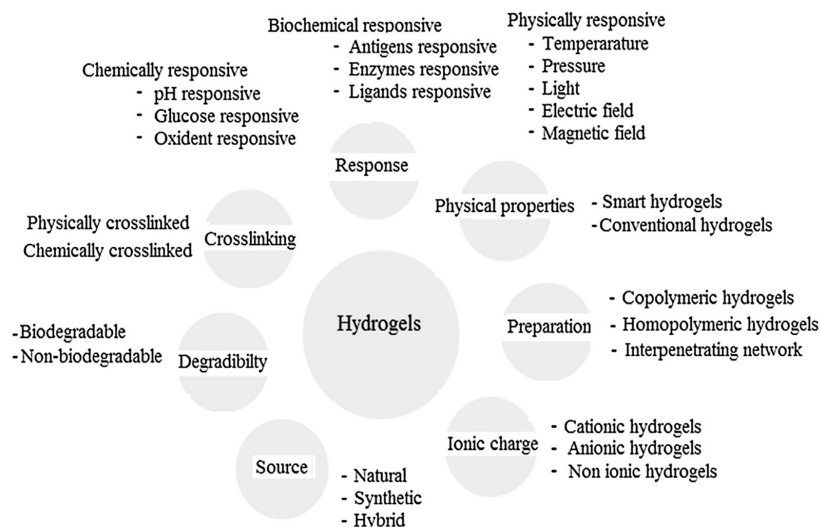 Chemically responsive
- pH responsive
- Glucose responsive
- Oxident responsive
Biochemical responsive
- Antigens responsive
- Enzymes responsive
- Ligands responsive
Physically responsive
- Temperarature
- Pressure
- Light
- Electric field
- Magnetic field
Response
Physical properties
- Smart hydrogels
-Conventional hydrogels
Preparation
- Copolymeric hydrogels
- Homopolymeric hydrogels
- Interpenetrating network
Ionic charge
- Cationic hydrogels
- Anionic hydrogels
- Non ionic hydrogels
Source
- Natural
- Synthetic
- Hybrid
Degradibilty
-Biodegradable
-Non-biodegradable
Crosslinking
Physically crosslinked
Chemically crosslinked
Hydrogels